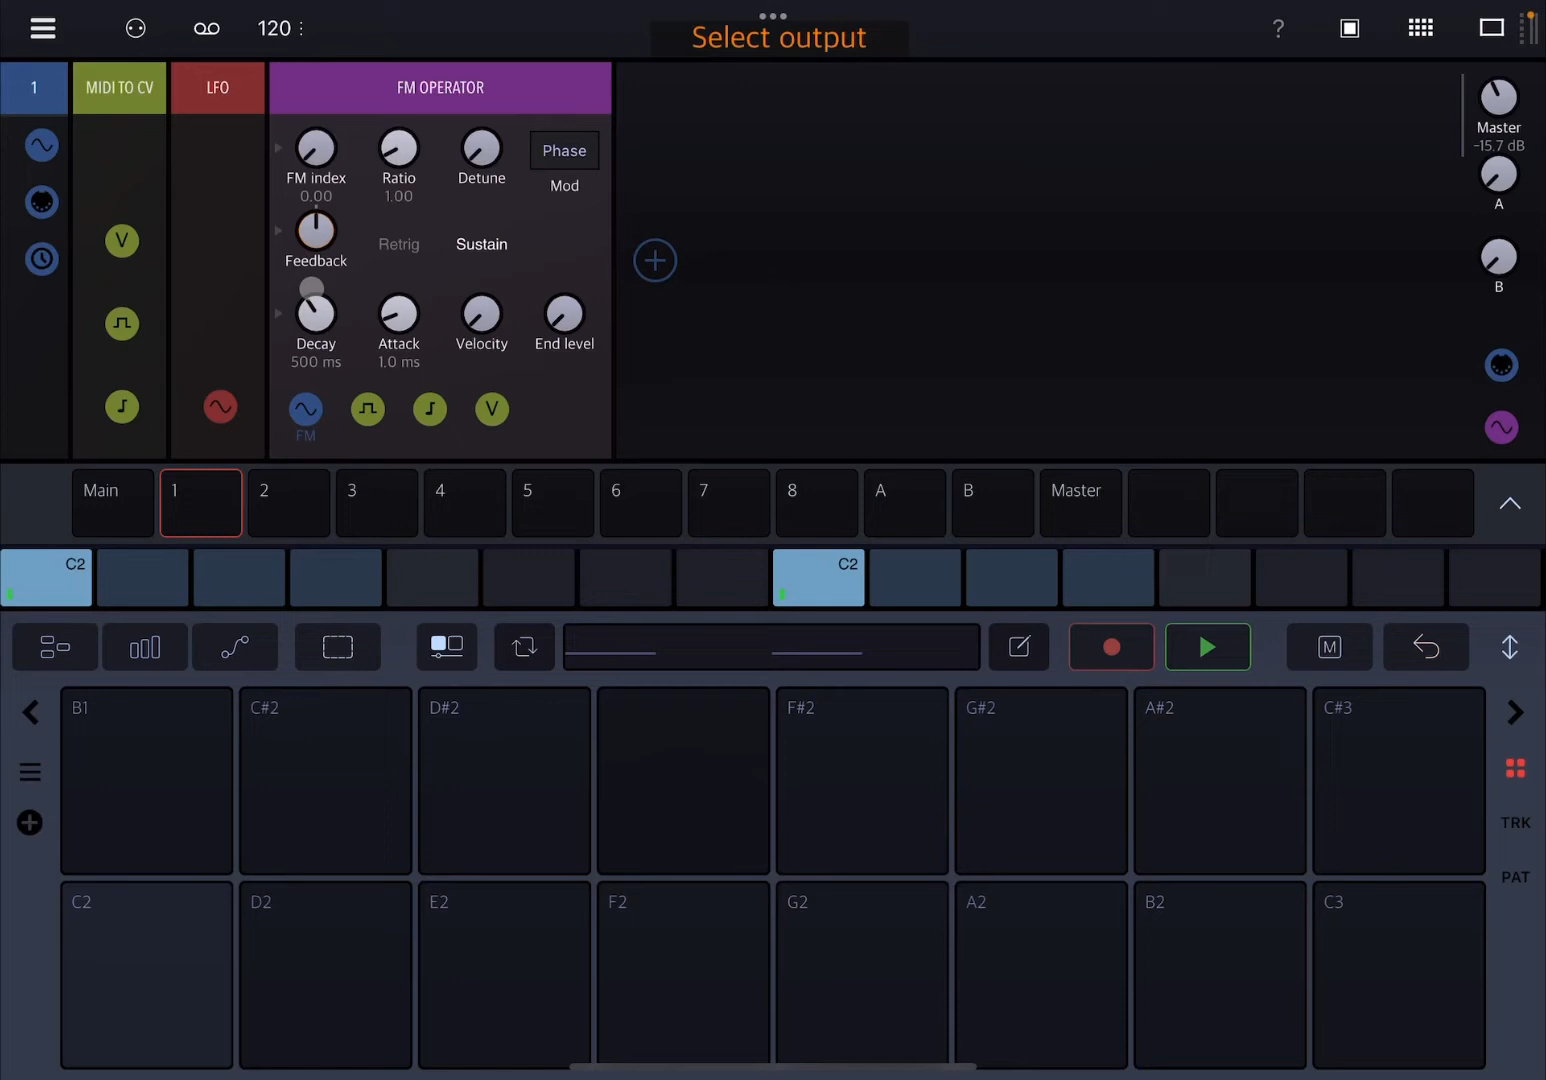 120
Select output
?
1
MIDI TO CV
LFO
FM OPERATOR
FM index
0.00
Ratio
1.00
Detune
Phase
Mod
Feedback
Retrig
Sustain
Decay
500 ms
Attack
1.0 ms
Velocity
End level
V
V
FM
Master
-15.7 dB
A
B
Main
1
2
3
4
5
6
7
8
A
B
Master
C2
C2
M
B1
C#2
D#2
F#2
G#2
A#2
C#3
TRK
PAT
C2
D2
E2
F2
G2
A2
B2
C3